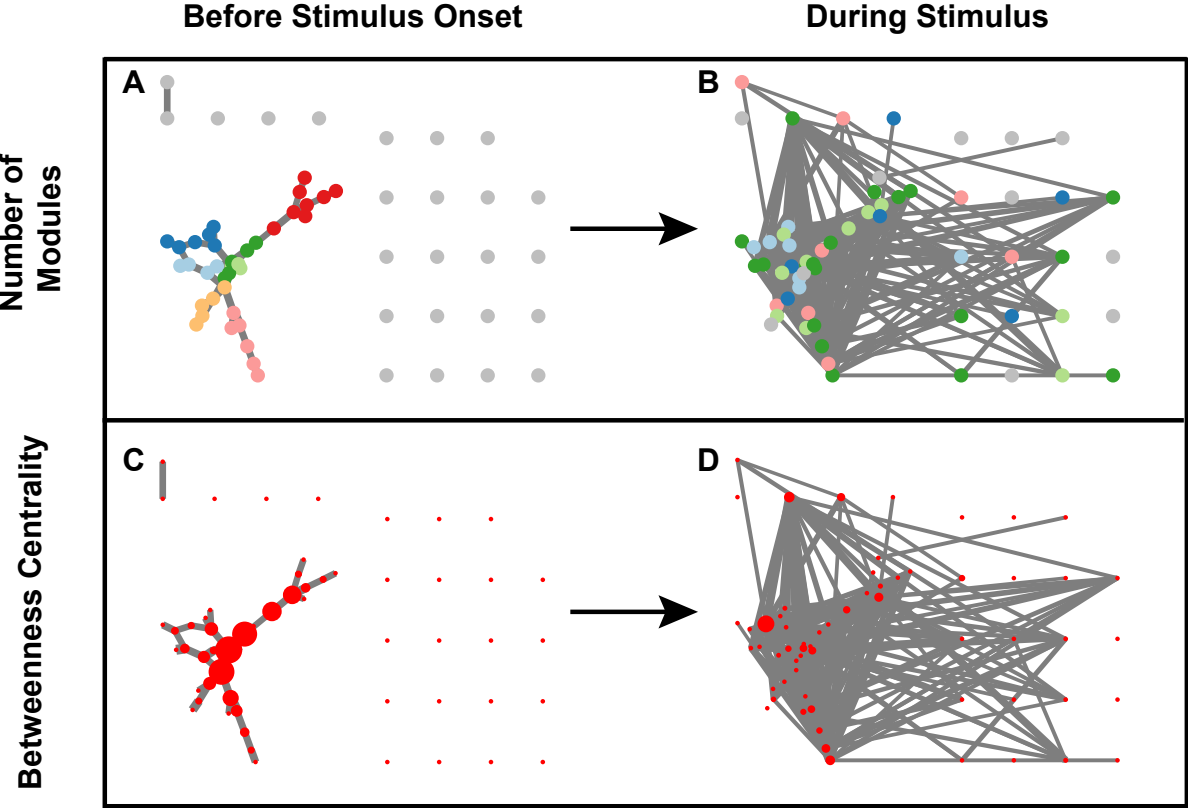 Before Stimulus Onset
During Stimulus
Number of
Modules
A
B
Betweenness Centrality
C
D